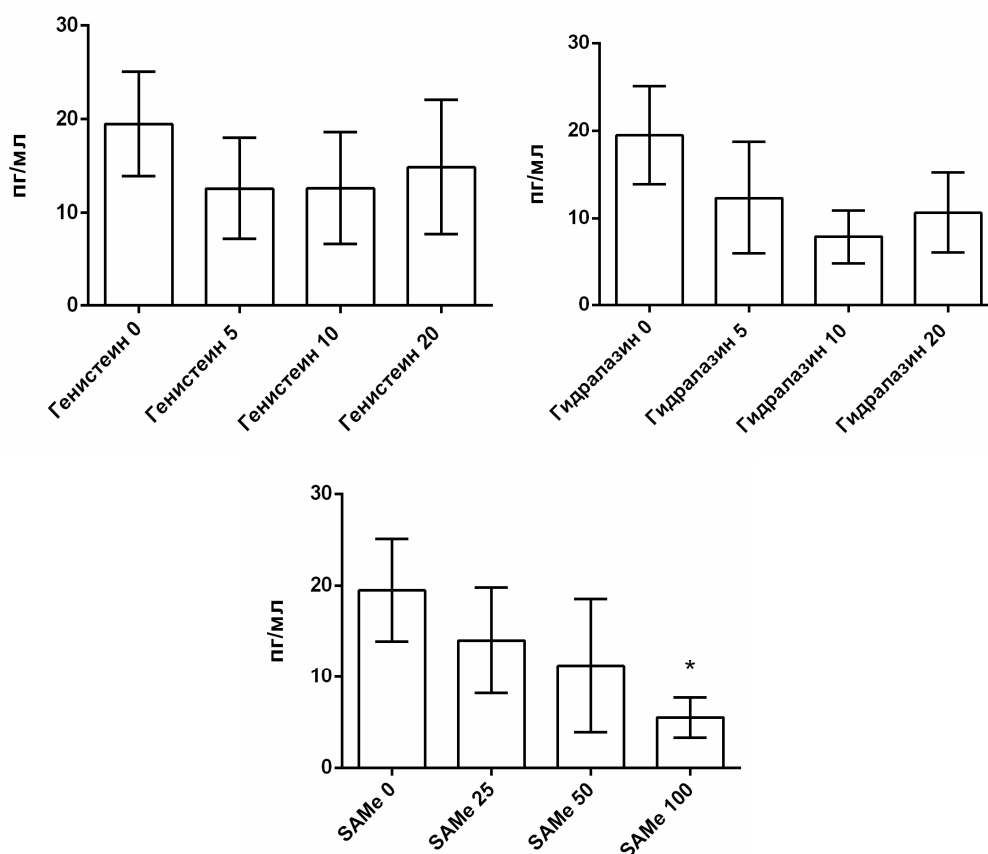 30
20
10
0
пг/мл
Генистеин 0
Генистеин 5
Генистеин 10
Генистеин 20
30
20
10
0
пг/мл
Гидралазин 0
Гидралазин 5
Гидралазин 10
Гидралазин 20
30
20
10
0
пг/мл
*
SAMe 0
SAMe 25
SAMe 50
SAMe 100